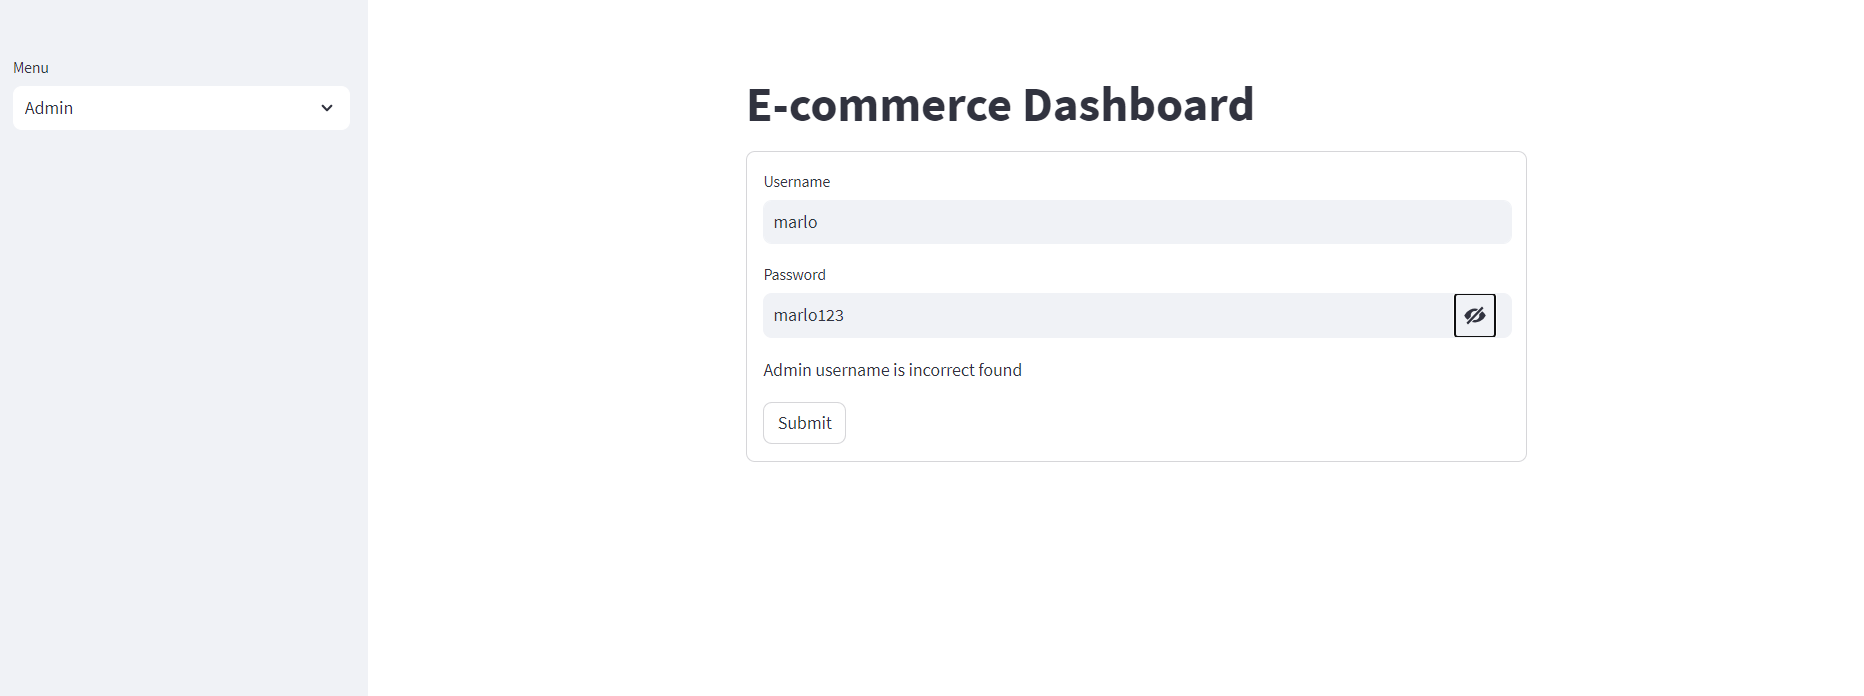 Menu
Admin
E-commerce Dashboard
Username
marlo
Password
marlo123
Admin username is incorrect found
Submit